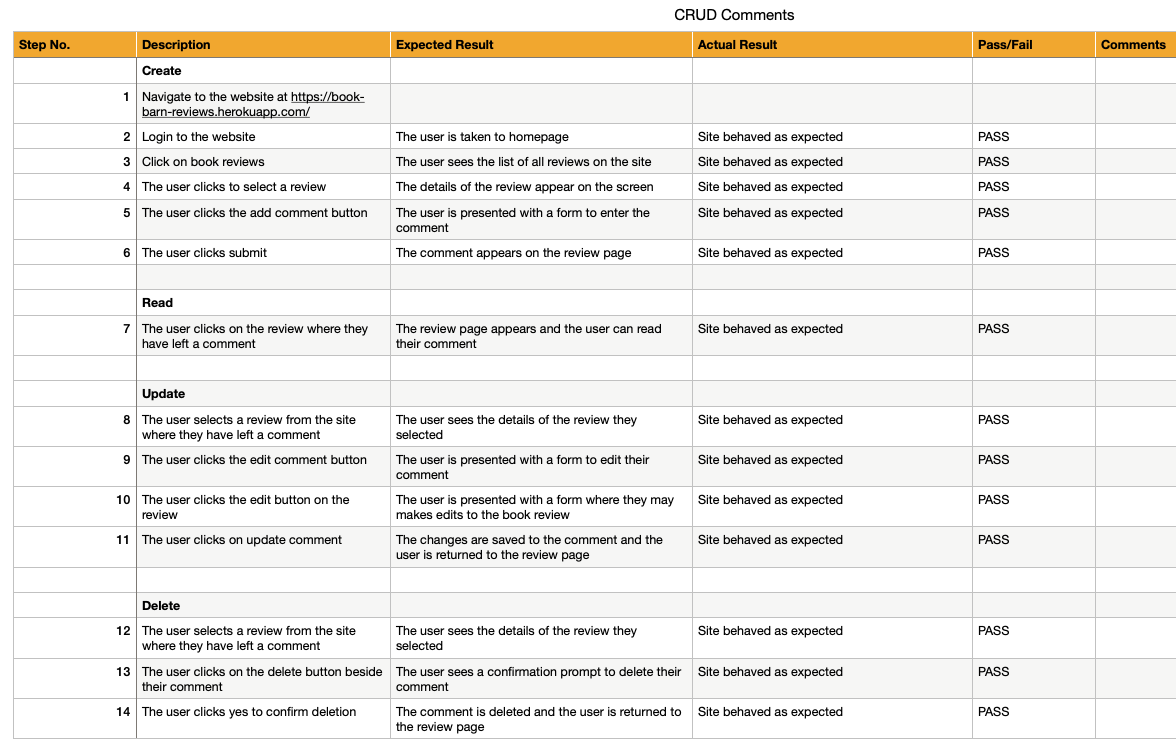 CRUD Comments
Step No. Description Expected Result Actual Result Pass/Fail Comments
Create
1 Navigate to the website at https://book-
barn-reviews.herokuapp.com/
2 Login to the website The user is taken to homepage Site behaved as expected PASS
3 Click on book reviews The user sees the list of all reviews on the site Site behaved as expected PASS
4 The user clicks to select a review The details of the review appear on the screen Site behaved as expected PASS
5 The user clicks the add comment button The user is presented with a form to enter the Site behaved as expected PASS
comment
6 The user clicks submit The comment appears on the review page Site behaved as expected PASS
Read
7 The user clicks on the review where they The review page appears and the user can read Site behaved as expected PASS
have left a comment their comment
Update
8 The user selects a review from the site The user sees the details of the review they Site behaved as expected PASS
where they have left a comment selected
9 The user clicks the edit comment button The user is presented with a form to edit their Site behaved as expected PASS
comment
10 The user clicks the edit button on the The user is presented with a form where they may Site behaved as expected PASS
review makes edits to the book review
11 The user clicks on update comment The changes are saved to the comment and the Site behaved as expected PASS
user is returned to the review page
Delete
12 The user selects a review from the site The user sees the details of the review they Site behaved as expected PASS
where they have left a comment selected
13 The user clicks on the delete button beside The user sees a confirmation prompt to delete their Site behaved as expected PASS
their comment comment
14 The user clicks yes to confirm deletion The comment is deleted and the user is returned to Site behaved as expected PASS
the review page